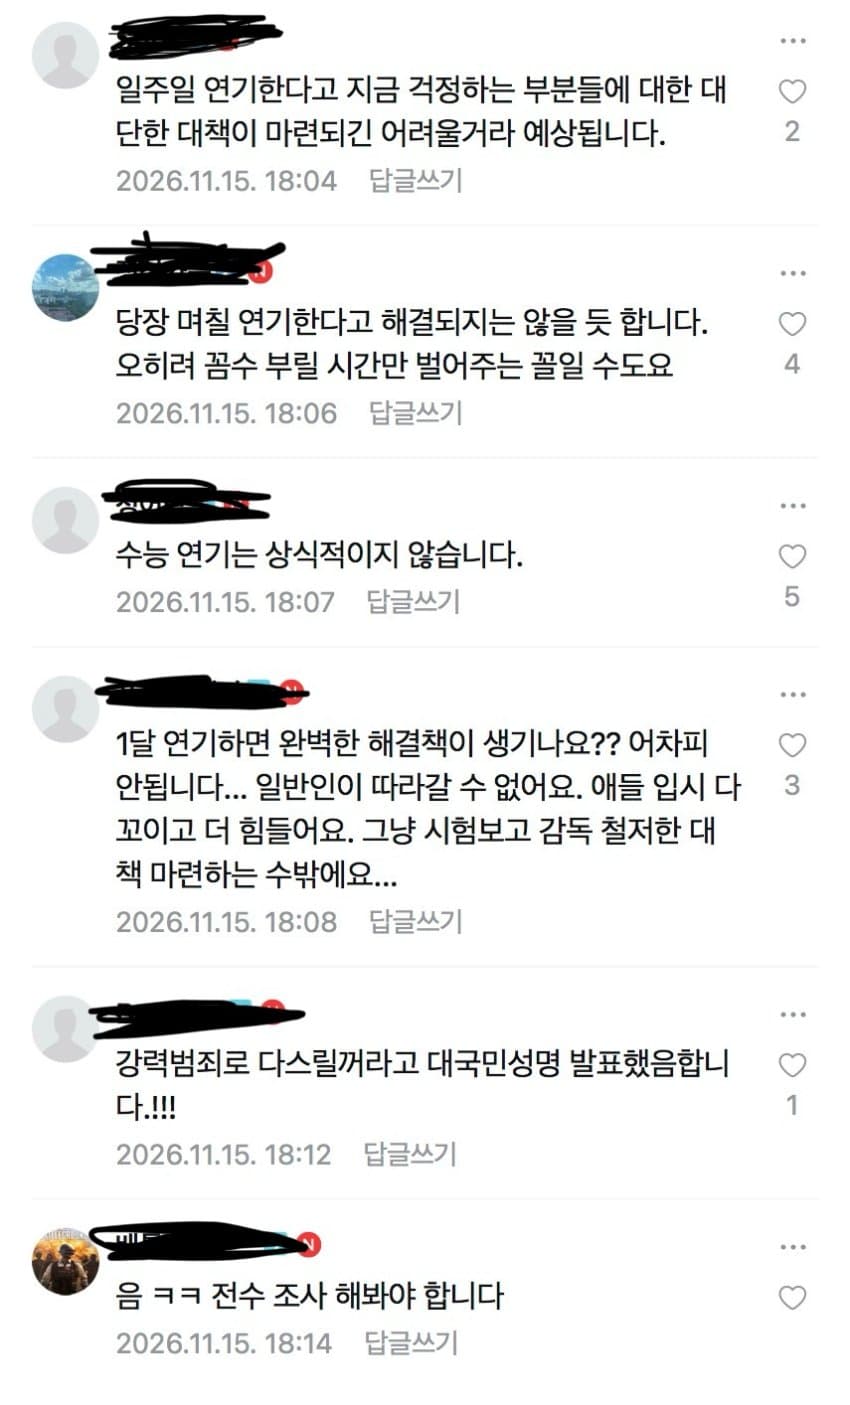 일주일 연기한다고 지금 걱정하는 부분들에 대한 대
단한 대책이 마련되긴 어려울거라 예상됩니다.
2
2026.11.15. 18:04 답글쓰기
N
당장 며칠 연기한다고 해결되지는 않을 듯 합니다.
오히려 꼼수 부릴 시간만 벌어주는 꼴일 수도요
4
2026.11.15. 18:06 답글쓰기
수능 연기는 상식적이지 않습니다.
2026.11.15. 18:07 답글쓰기
5
1달 연기하면 완벽한 해결책이 생기나요?? 어차피
안됩니다... 일반인이 따라갈 수 없어요. 애들 입시 다
3
꼬이고 더 힘들어요. 그냥 시험보고 감독 철저한 대
책 마련하는 수밖에요...
2026.11.15. 18:08 답글쓰기
강력범죄로 다스릴꺼라고 대국민성명 발표했음합니
다.!!!
1
2026.11.15. 18:12 답글쓰기
N
음 ㅋㅋ 전수 조사 해봐야 합니다
2026.11.15. 18:14 답글쓰기